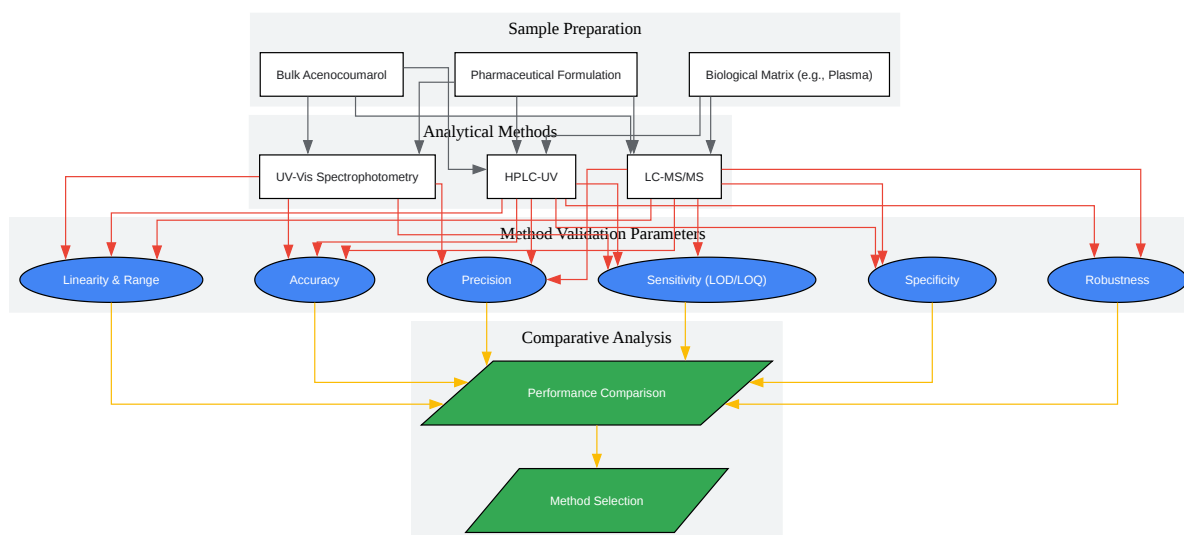 Sample Preparation
Bulk Acenocoumarol
Pharmaceutical Formulation
Biological Matrix (e.g., Plasma)
Analytical Methods
UV-Vis Spectrophotometry
HPLC-UV
LC-MS/MS
Method Validation Parameters
Linearity & Range
Accuracy
Precision
Sensitivity (LOD/LOQ)
Specificity
Robustness
Comparative Analysis
Performance Comparison
Method Selection